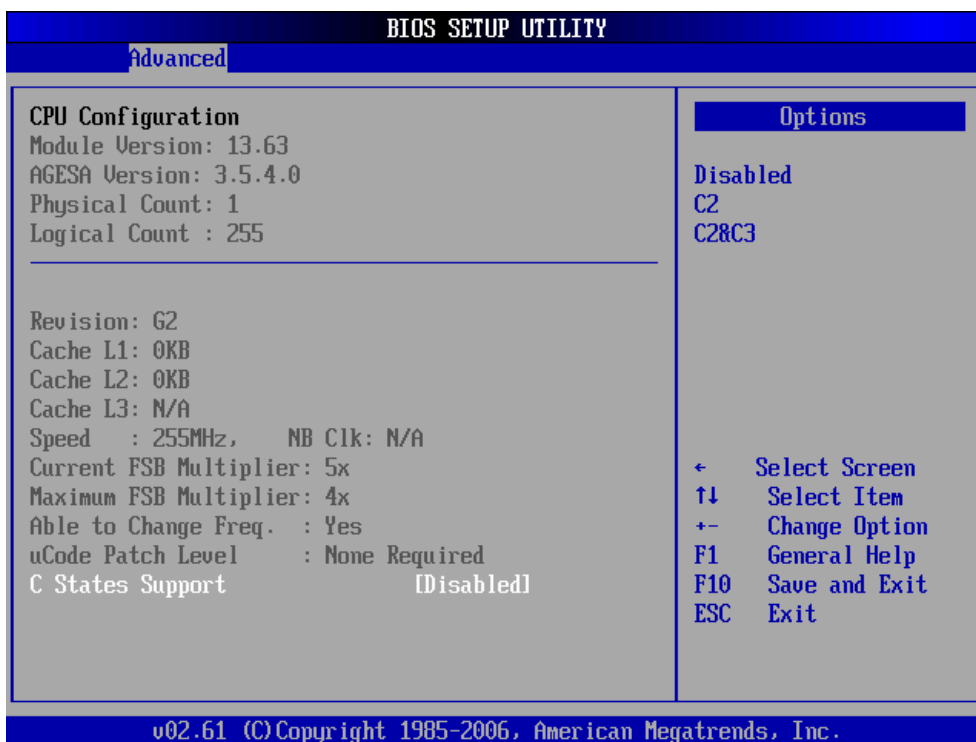 BIOS SETUP UTILITY
Advanced
CPU Configuration
Module Version: 13.63
AGESA Version: 3.5.4.0
Physical Count: 1
Logical Count : 255
Revision: G2
Cache L1: 0KB
Cache L2: 0KB
Cache L3: N/A
Speed : 255MHz, NB Clk: N/A
Current FSB Multiplier: 5x
Maximum FSB Multiplier: 4x
Able to Change Freq. : Yes
uCode Patch Level : None Required
C States Support [Disabled]
Options
Disabled
C2
C2&C3
← Select Screen
↑↓ Select Item
+- Change Option
F1 General Help
F10 Save and Exit
ESC Exit
v02.61 (C)Copyright 1985-2006, American Megatrends, Inc.